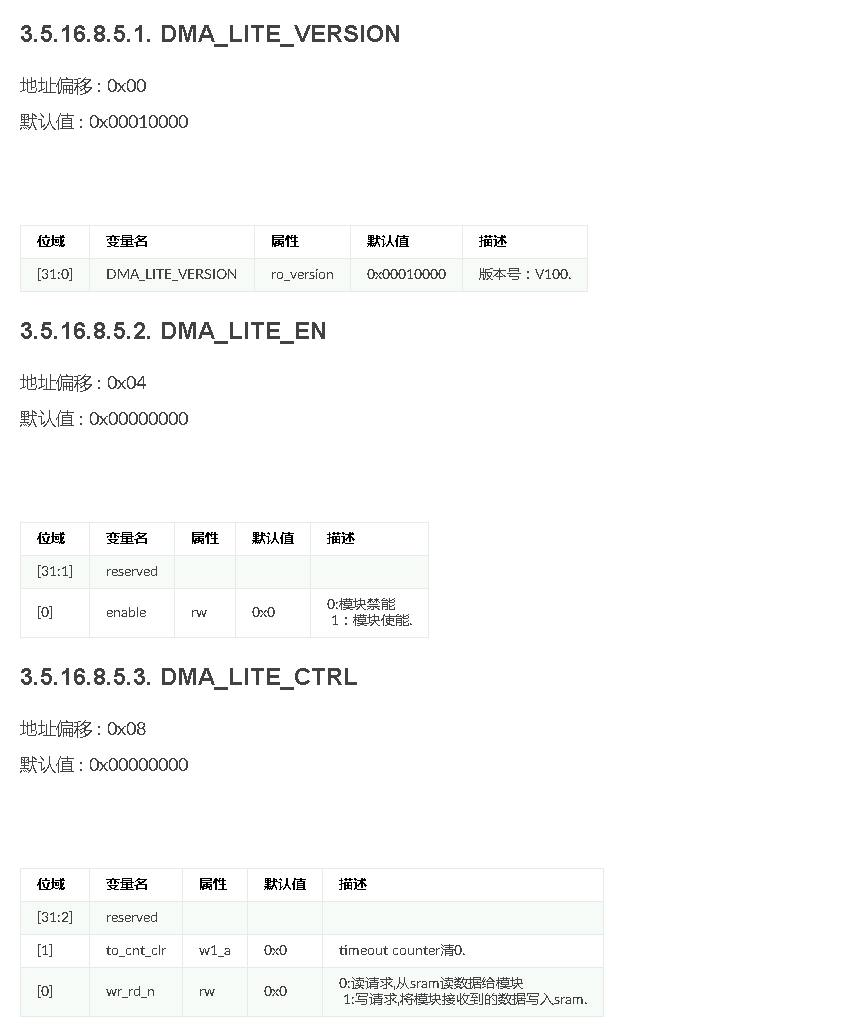 3.5.16.8.5.1. DMA_LITE_VERSION
地址偏移 : 0x00
默认值 : 0x00010000
位域 变量名 属性 默认值 描述
[31:0] DMA_LITE_VERSION ro_version 0x00010000 版本号：V100.
3.5.16.8.5.2. DMA_LITE_EN
地址偏移 : 0x04
默认值 : 0x00000000
位域 变量名 属性 默认值 描述
[31:1] reserved
[0] enable rw 0x0 0:模块禁能
1：模块使能.
3.5.16.8.5.3. DMA_LITE_CTRL
地址偏移 : 0x08
默认值 : 0x00000000
位域 变量名 属性 默认值 描述
[31:2] reserved
[1] to_cnt_clr w1_a 0x0 timeout counter清0.
[0] wr_rd_n rw 0x0 0:读请求,从sram读数据给模块
1:写请求,将模块接收到的数据写入sram.